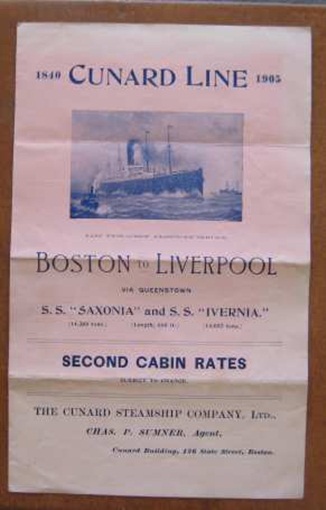 1840 CUNARD LINE 1905
BOSTON TO LIVERPOOL
VIA QUEENSTOWN
S. S. "SAXONIA" and S. S. "IVERNIA."
SECOND CABIN RATES
SUBJECT TO CHANGE
THE CUNARD STEAMSHIP COMPANY, LTD.,
CHAS. P. SUMNER, Agent,
Cunard Building, 126 State Street, Boston.